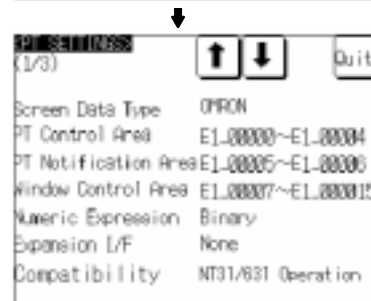 PT SETTINGS>
(1/3)
Quit
Screen Data Type OMRON
PT Control Area E1_00000~E1_00004
PT Notification Area E1_00005~E1_00006
Window Control Area E1_00007~E1_000015
Numeric Expression Binary
Expansion I/F None
Compatibility NT31/631 Operation